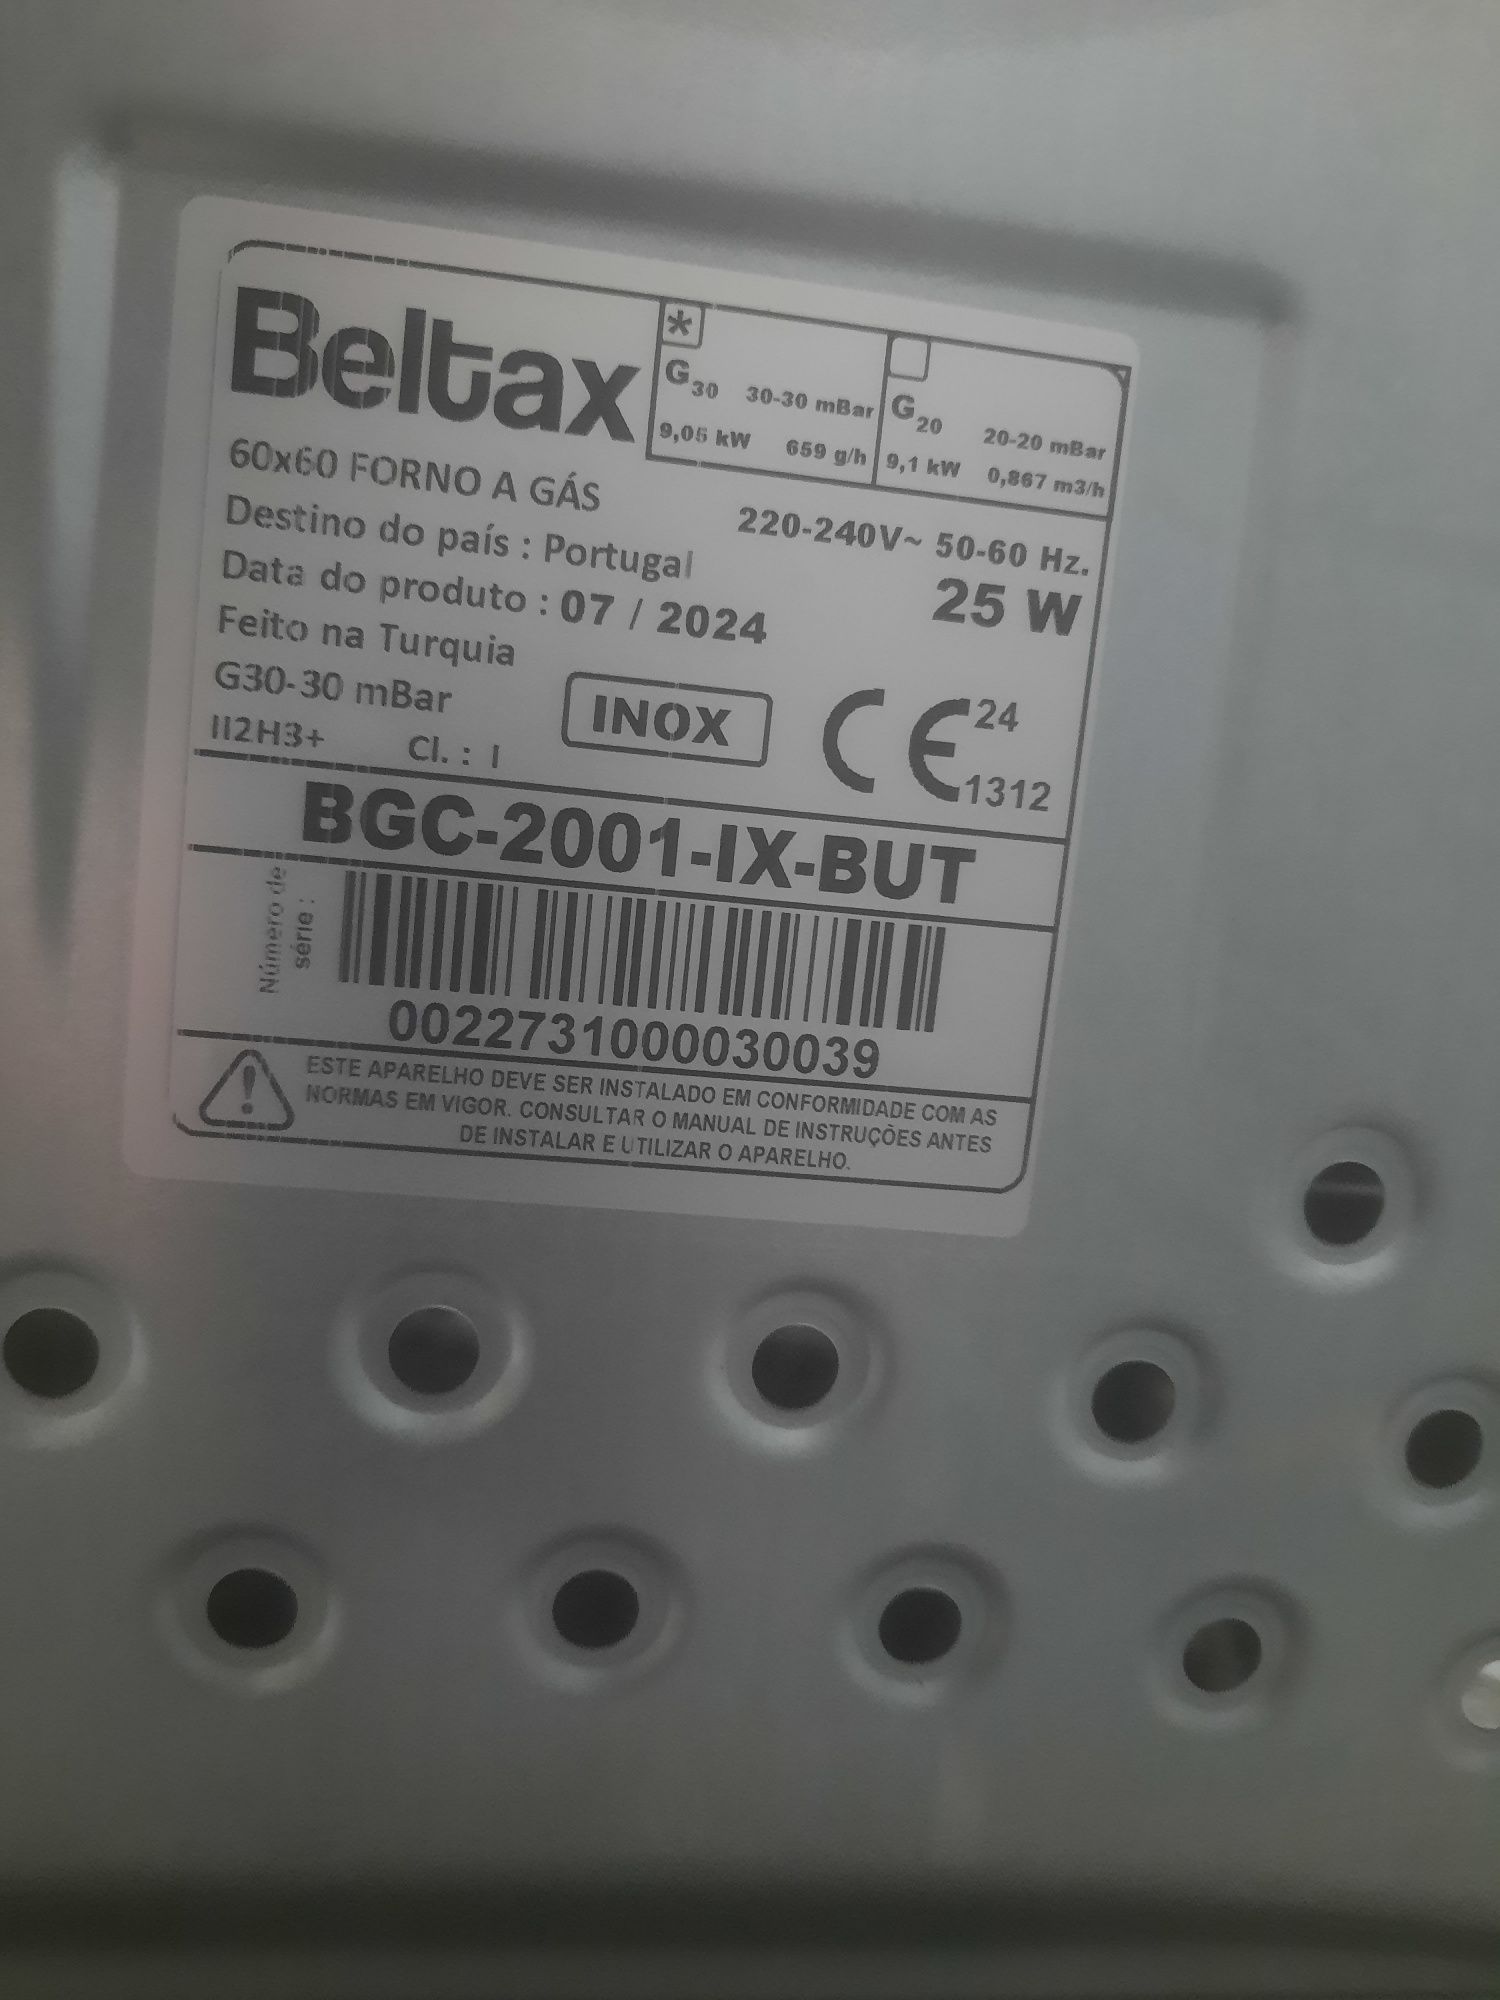 Beltax
*
G30 30-30 mBar
9,05 kW 659 g/h
G20 20-20 mBar
9,1 kW 0,867 m3/h
60x60 FORNO A GÁS
220-240V~ 50-60 Hz.
Destino do país : Portugal
25 W
Data do produto : 07 / 2024
Feito na Turquia
G30-30 mBar
INOX
CE 24
1312
II2H3+ Cl. : I
BGC-2001-IX-BUT
Número de
série :
0022731000030039
ESTE APARELHO DEVE SER INSTALADO EM CONFORMIDADE COM AS
NORMAS EM VIGOR. CONSULTAR O MANUAL DE INSTRUÇÕES ANTES
DE INSTALAR E UTILIZAR O APARELHO.